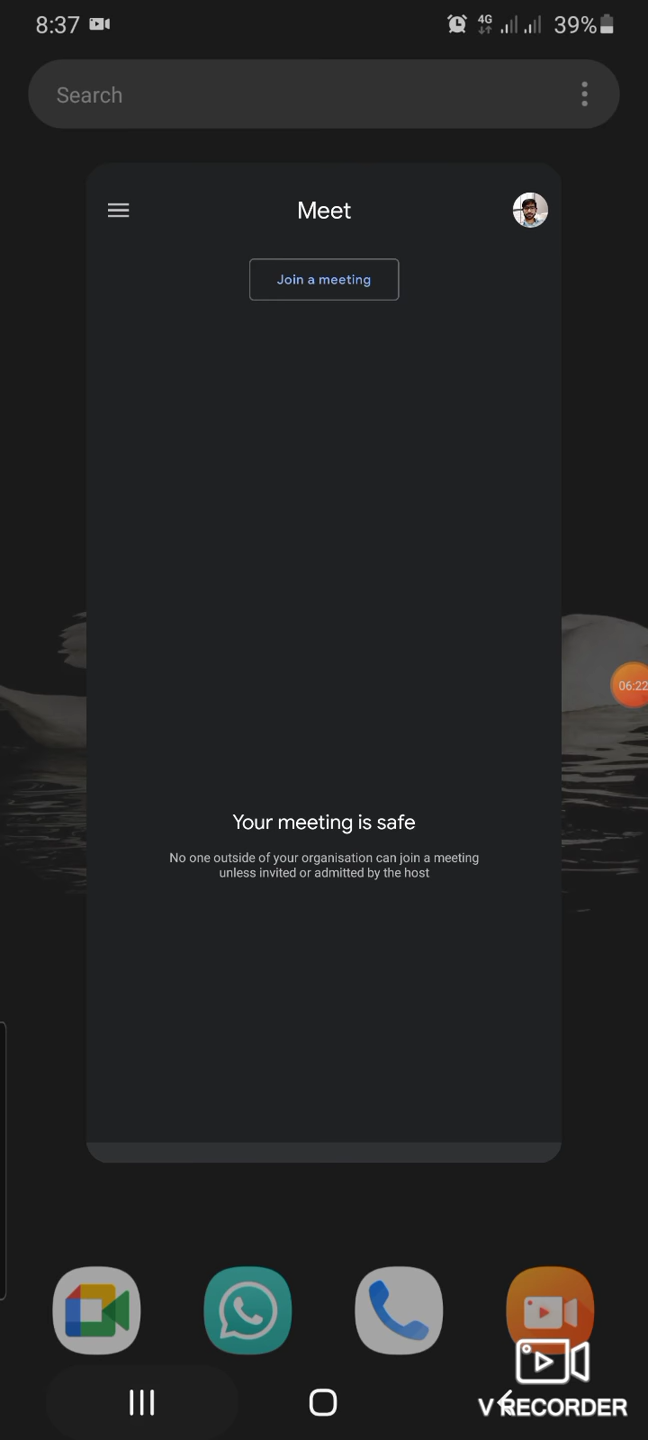 8:37
4G
39%
Search
Meet
Join a meeting
06:22
Your meeting is safe
No one outside of your organisation can join a meeting
unless invited or admitted by the host
V RECORDER